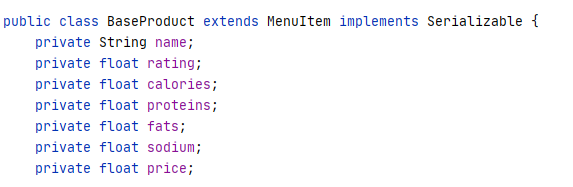 public class BaseProduct extends MenuItem implements Serializable {
    private String name;
    private float rating;
    private float calories;
    private float proteins;
    private float fats;
    private float sodium;
    private float price;